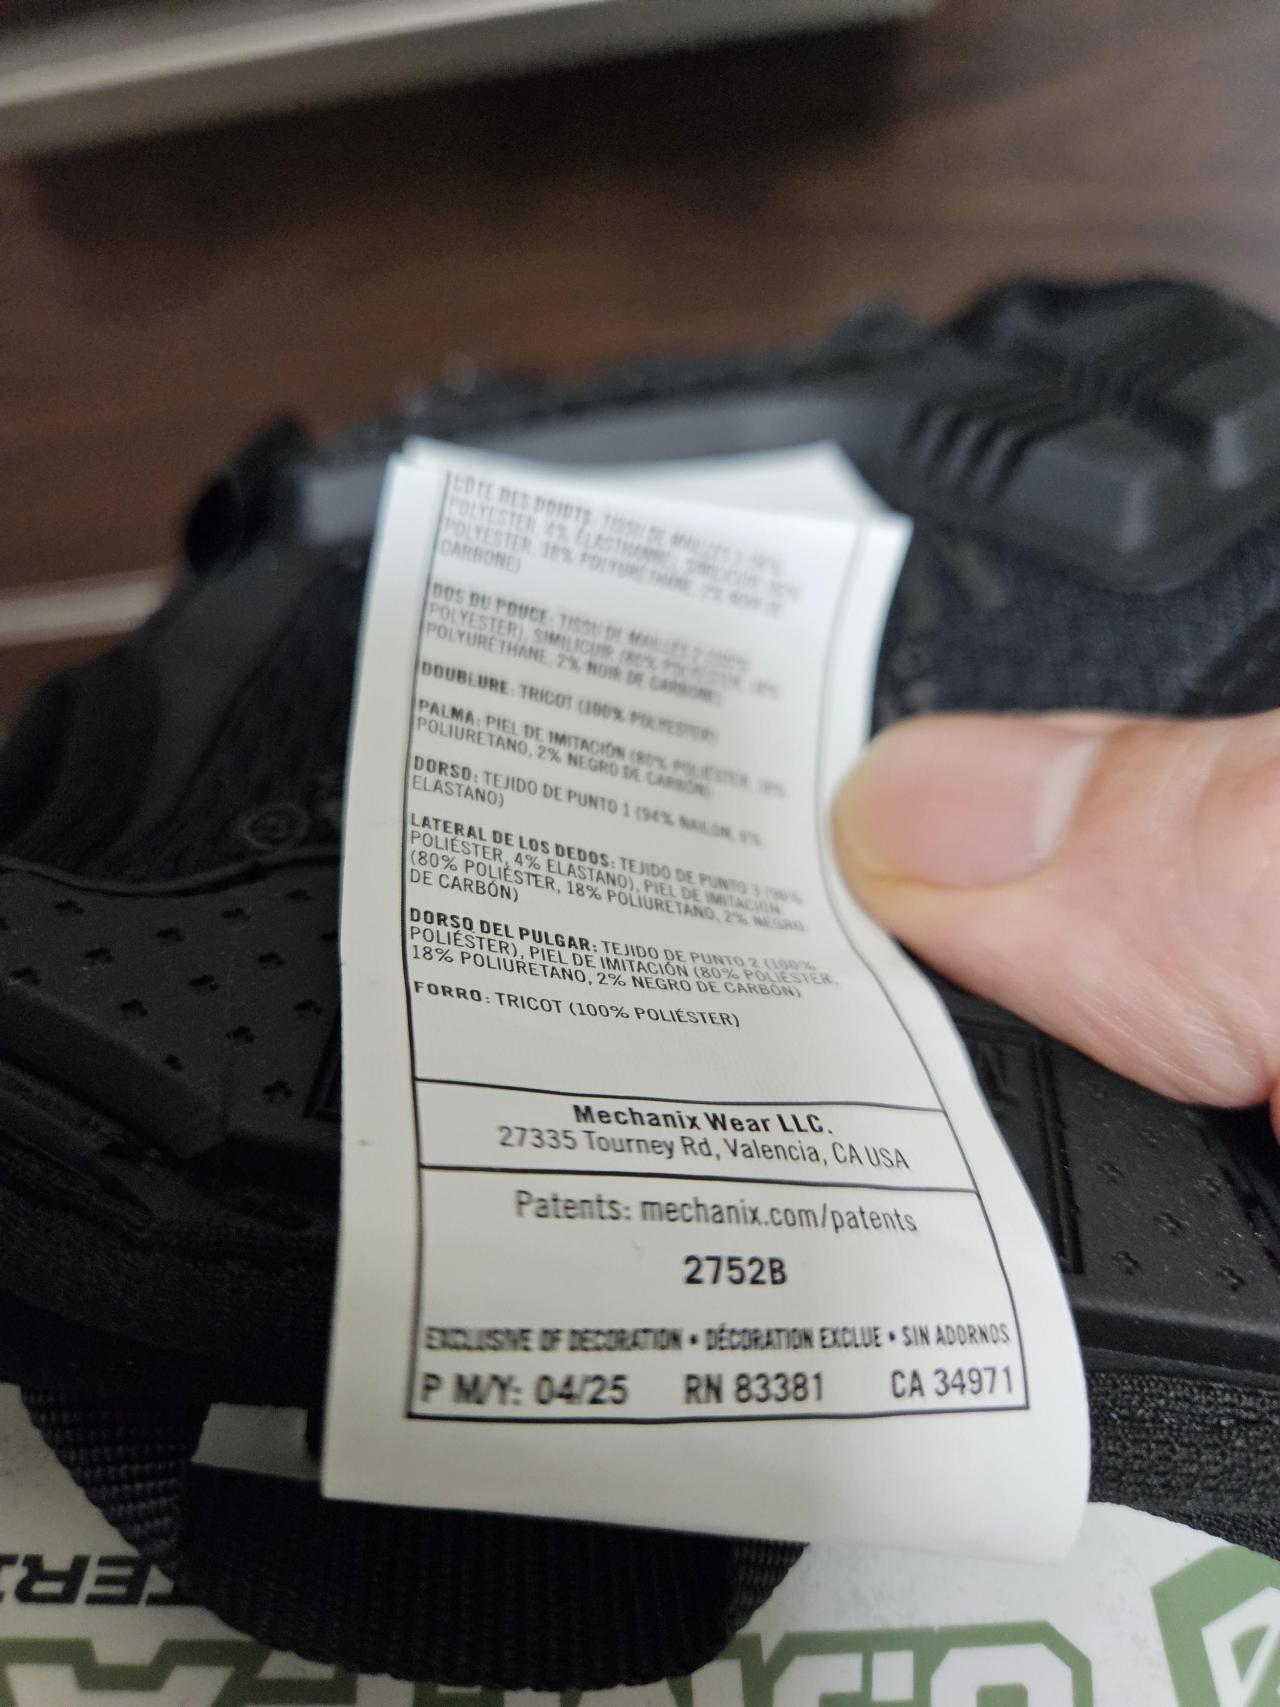 CÔTÉ DES DOIGTS: TISSU DE MAILLES 3 (96%
POLYESTER, 4% ÉLASTHANNE), SIMILICUIR (80%
POLYESTER, 18% POLYURÉTHANE, 2% NOIR DE
CARBONE)
DOS DU POUCE: TISSU DE MAILLES 2 (100%
POLYESTER), SIMILICUIR (80% POLYESTER, 18%
POLYURÉTHANE, 2% NOIR DE CARBONE)
DOUBLURE: TRICOT (100% POLYESTER)
PALMA: PIEL DE IMITACIÓN (80% POLIÉSTER, 18%
POLIURETANO, 2% NEGRO DE CARBÓN)
DORSO: TEJIDO DE PUNTO 1 (94% NAILON, 6%
ELASTANO)
LATERAL DE LOS DEDOS: TEJIDO DE PUNTO 3 (96%
POLIÉSTER, 4% ELASTANO), PIEL DE IMITACIÓN
(80% POLIÉSTER, 18% POLIURETANO, 2% NEGRO
DE CARBÓN)
DORSO DEL PULGAR: TEJIDO DE PUNTO 2 (100%
POLIÉSTER), PIEL DE IMITACIÓN (80% POLIÉSTER,
18% POLIURETANO, 2% NEGRO DE CARBÓN)
FORRO: TRICOT (100% POLIÉSTER)
Mechanix Wear LLC.
27335 Tourney Rd, Valencia, CA USA
Patents: mechanix.com/patents
2752B
EXCLUSIVE OF DECORATION • DÉCORATION EXCLUE • SIN ADORNOS
P M/Y: 04/25 RN 83381 CA 34971